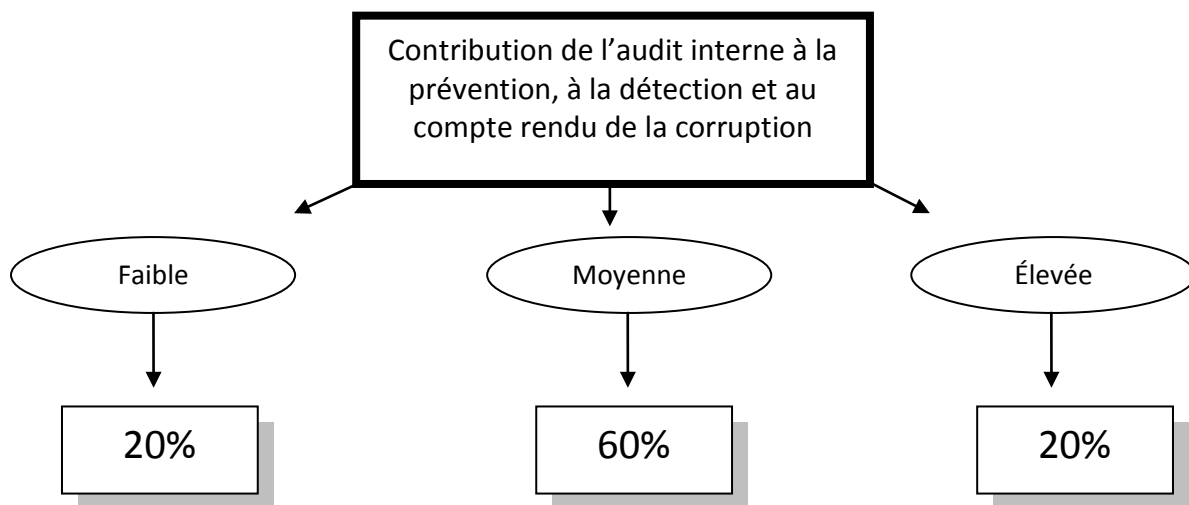 Contribution de l’audit interne à la
prévention, à la détection et au
compte rendu de la corruption
Faible
Moyenne
Élevée
20%
60%
20%